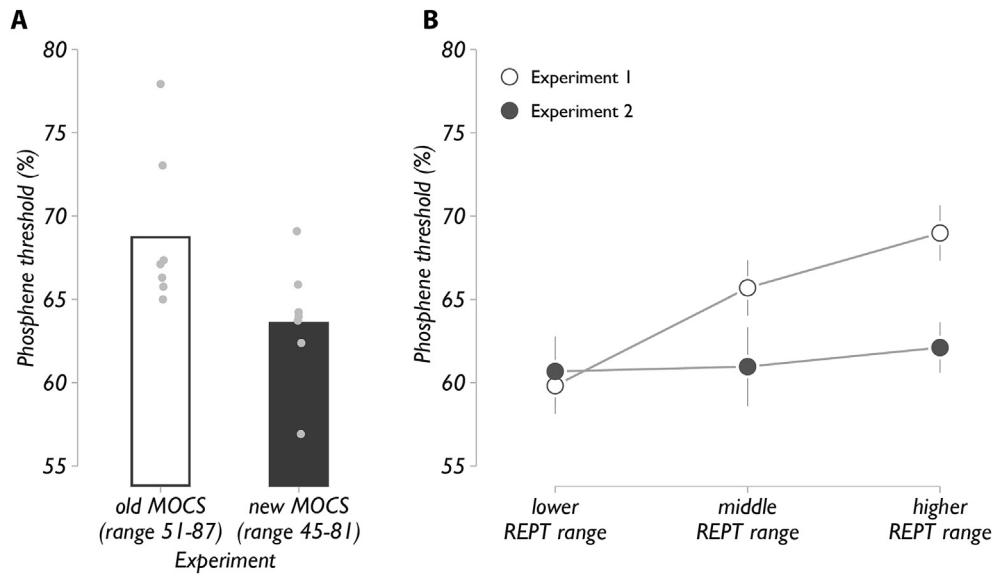 A
80
75
70
65
60
55
Phosphene threshold (%)
old MOCS
(range 51-87)
new MOCS
(range 45-81)
Experiment
B
80
75
70
65
60
55
Phosphene threshold (%)
Experiment 1
Experiment 2
lower
REPT range
middle
REPT range
higher
REPT range